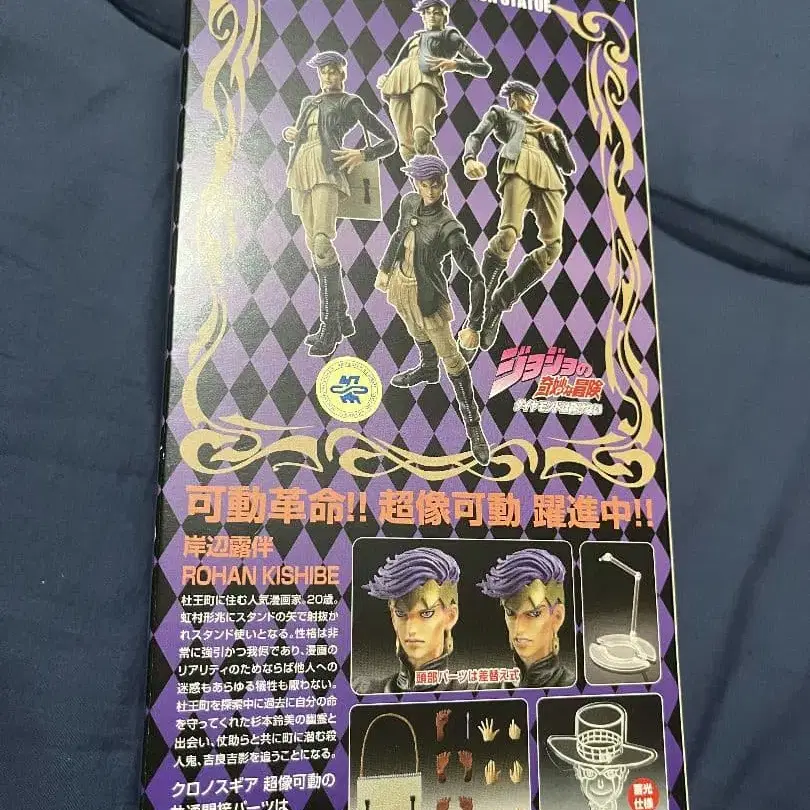 STATUE
ジョジョの
奇妙な冒険
ダイヤモンドは砕けない
可動革命!! 超像可動 躍進中!!
岸辺露伴
ROHAN KISHIBE
杜王町に住む人気漫画家。20歳。
虹村形兆にスタンドの矢で射抜か
れスタンド使いとなる。性格は非
常に強引かつ我侭であり、漫画の
リアリティのためならば他人への
迷惑もあらゆる犠牲も厭わない。
杜王町を探索中に過去に自分の命
を守ってくれた杉本鈴美の幽霊と
出会い、仗助らと共に町に潜む殺
人鬼、吉良吉影を追うことになる。
クロノスギア 超像可動の
共通関接パーツは
頭部パーツは差替え式
蓄光
仕様